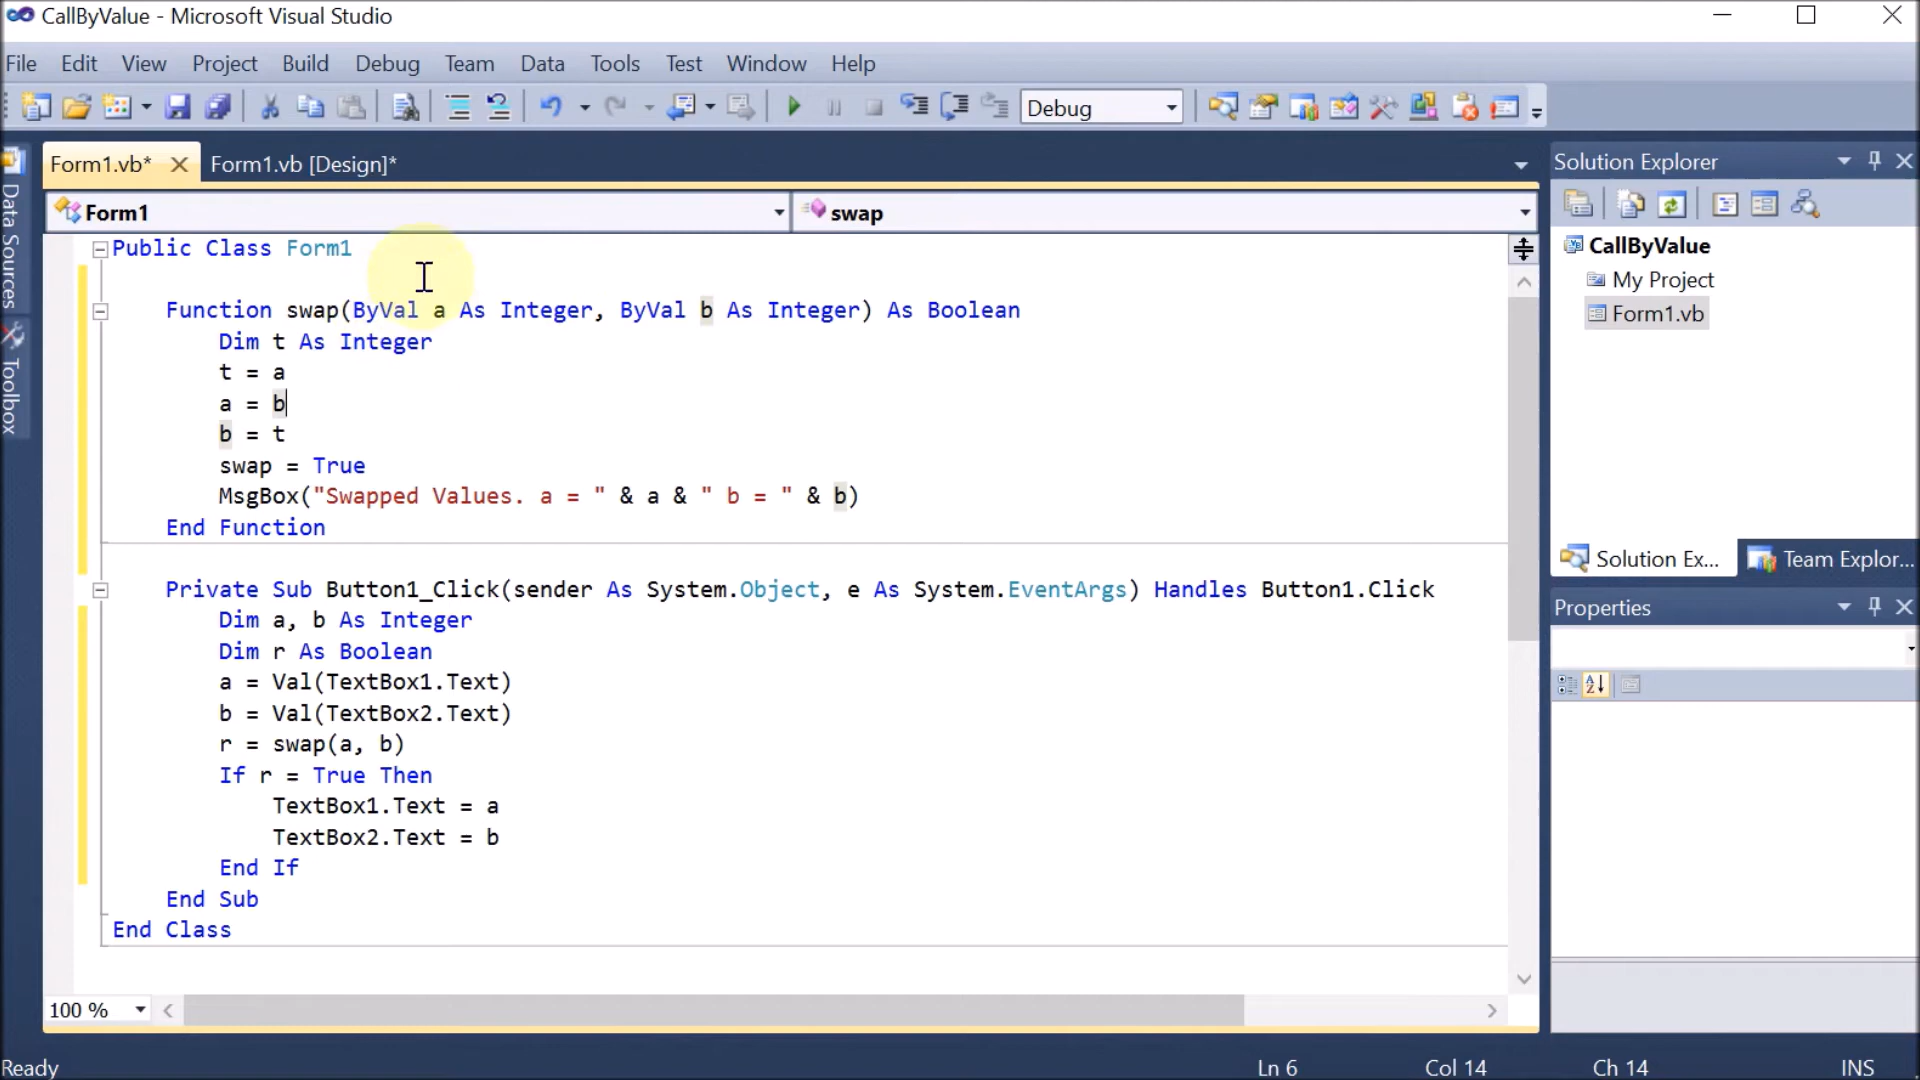 CallByValue - Microsoft Visual Studio
File Edit View Project Build Debug Team Data Tools Test Window Help
Debug
Form1.vb* Form1.vb [Design]*
Form1 swap
Public Class Form1
Function swap(ByVal a As Integer, ByVal b As Integer) As Boolean
Dim t As Integer
t = a
a = b
b = t
swap = True
MsgBox("Swapped Values. a = " & a & " b = " & b)
End Function
Private Sub Button1_Click(sender As System.Object, e As System.EventArgs) Handles Button1.Click
Dim a, b As Integer
Dim r As Boolean
a = Val(TextBox1.Text)
b = Val(TextBox2.Text)
r = swap(a, b)
If r = True Then
TextBox1.Text = a
TextBox2.Text = b
End If
End Sub
End Class
100 %
Data Sources
Toolbox
Solution Explorer
CallByValue
My Project
Form1.vb
Solution Ex... Team Explor...
Properties
Ready Ln 6 Col 14 Ch 14 INS